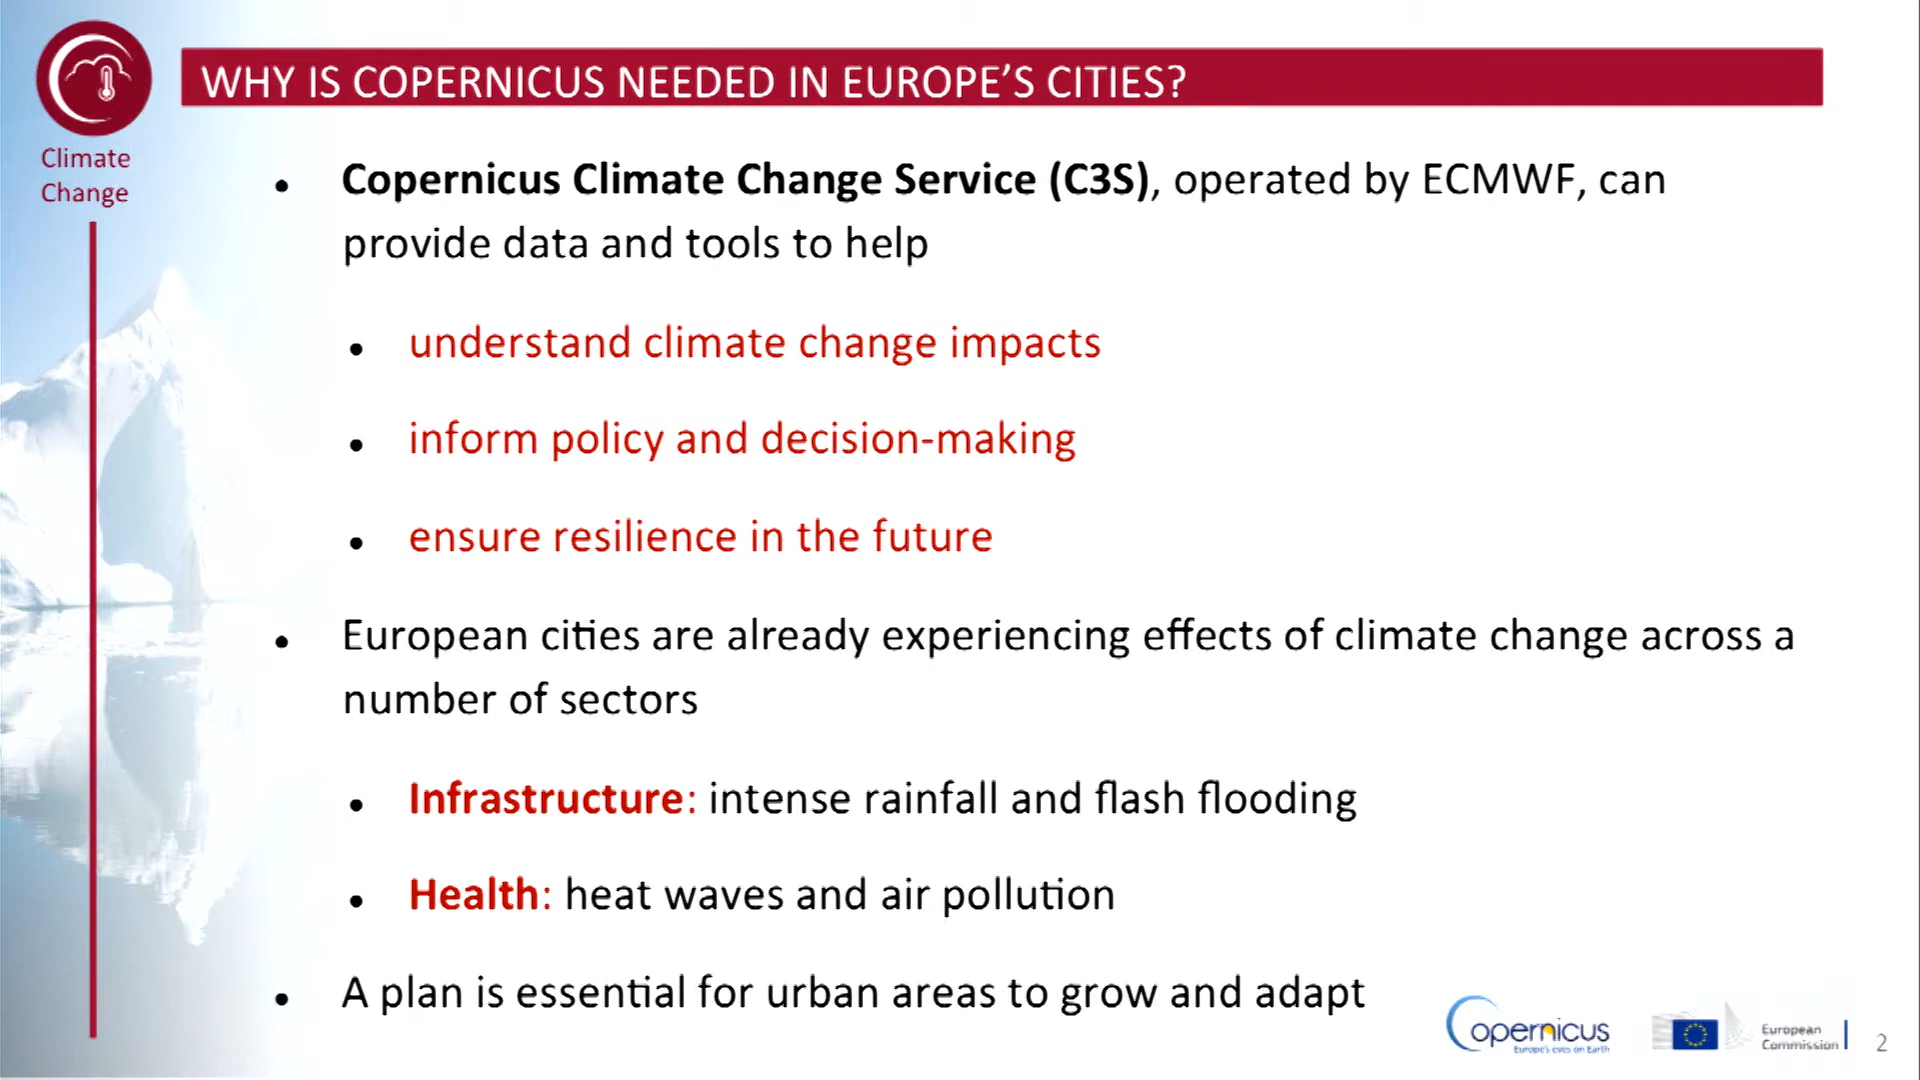 WHY IS COPERNICUS NEEDED IN EUROPE’S CITIES?
Climate
Change
• Copernicus Climate Change Service (C3S), operated by ECMWF, can
provide data and tools to help
• understand climate change impacts
• inform policy and decision-making
• ensure resilience in the future
• European cities are already experiencing effects of climate change across a
number of sectors
• Infrastructure: intense rainfall and flash flooding
• Health: heat waves and air pollution
• A plan is essential for urban areas to grow and adapt
opernicus
Europe's eyes on Earth
European
Commission
2